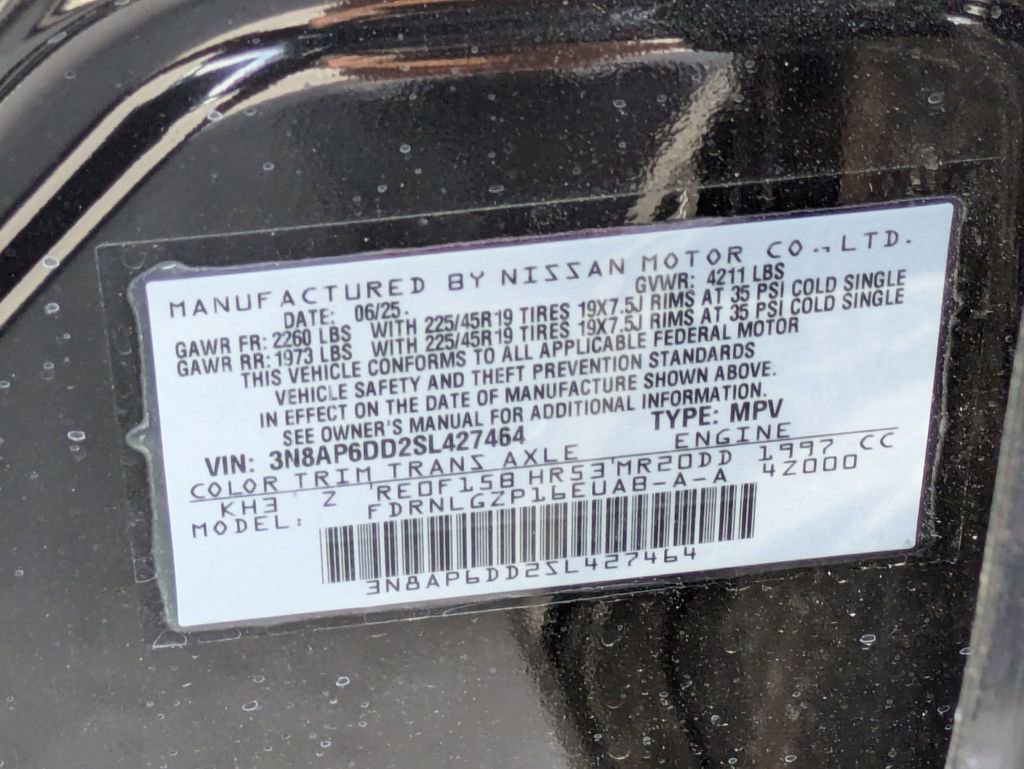 MANUFACTURED BY NISSAN MOTOR CO.,LTD.
DATE: 06/25. GVWR: 4211 LBS
GAWR FR: 2260 LBS WITH 225/45R19 TIRES 19X7.5J RIMS AT 35 PSI COLD SINGLE
GAWR RR: 1973 LBS WITH 225/45R19 TIRES 19X7.5J RIMS AT 35 PSI COLD SINGLE
THIS VEHICLE CONFORMS TO ALL APPLICABLE FEDERAL MOTOR
VEHICLE SAFETY AND THEFT PREVENTION STANDARDS
IN EFFECT ON THE DATE OF MANUFACTURE SHOWN ABOVE.
SEE OWNER'S MANUAL FOR ADDITIONAL INFORMATION.
VIN: 3N8AP6DD2SL427464 TYPE: MPV
COLOR TRIM TRANS AXLE ENGINE
KH3 Z RE0F15B HR53 MR20DD 1997 CC
MODEL: FDRNLGZP16EUAB-A-A 4Z000
3N8AP6DD2SL427464